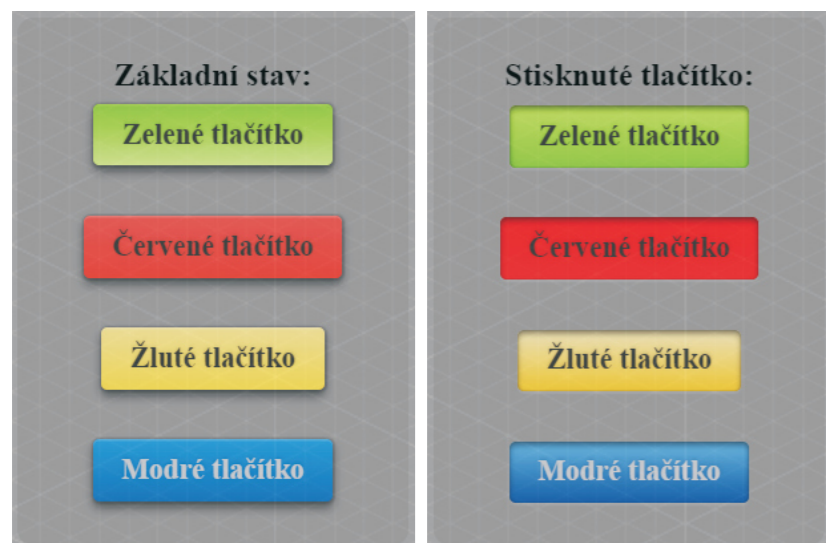 Základní stav:
Zelené tlačítko
Červené tlačítko
Žluté tlačítko
Modré tlačítko
Stisknuté tlačítko:
Zelené tlačítko
Červené tlačítko
Žluté tlačítko
Modré tlačítko